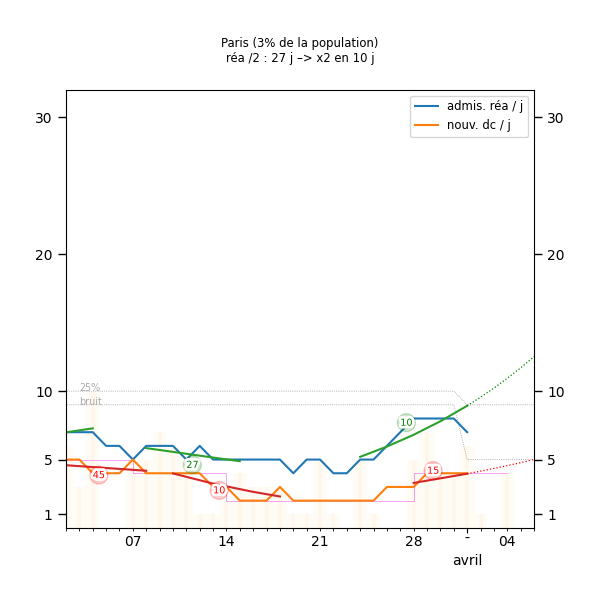 Paris (3% de la population)
réa /2 : 27 j –> x2 en 10 j
admis. réa / j
nouv. dc / j
30 30
20 20
10 10
25%
bruit
5 5
1 1
45
27
10
10
15
07 14 21 28 - 04
avril